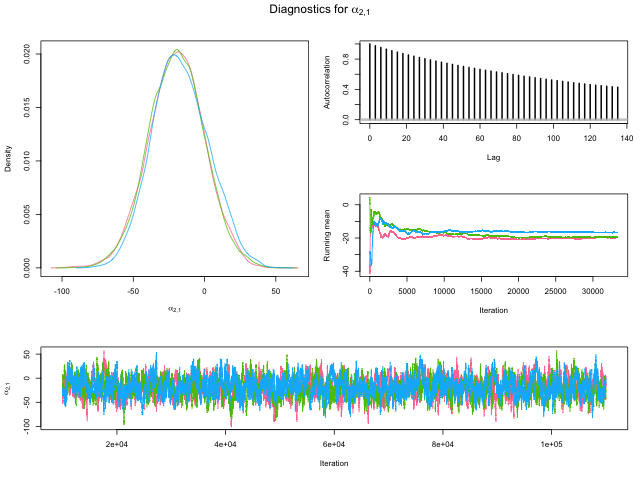 Diagnostics for α2,1
Density
0.000
0.005
0.010
0.015
0.020
-100
-50
0
50
α2,1
Autocorrelation
0.0
0.4
0.8
0
20
40
60
80
100
120
140
Lag
Running mean
-40
-20
0
0
5000
10000
15000
20000
25000
30000
Iteration
α2,1
-100
-50
0
50
2e+04
4e+04
6e+04
8e+04
1e+05
Iteration